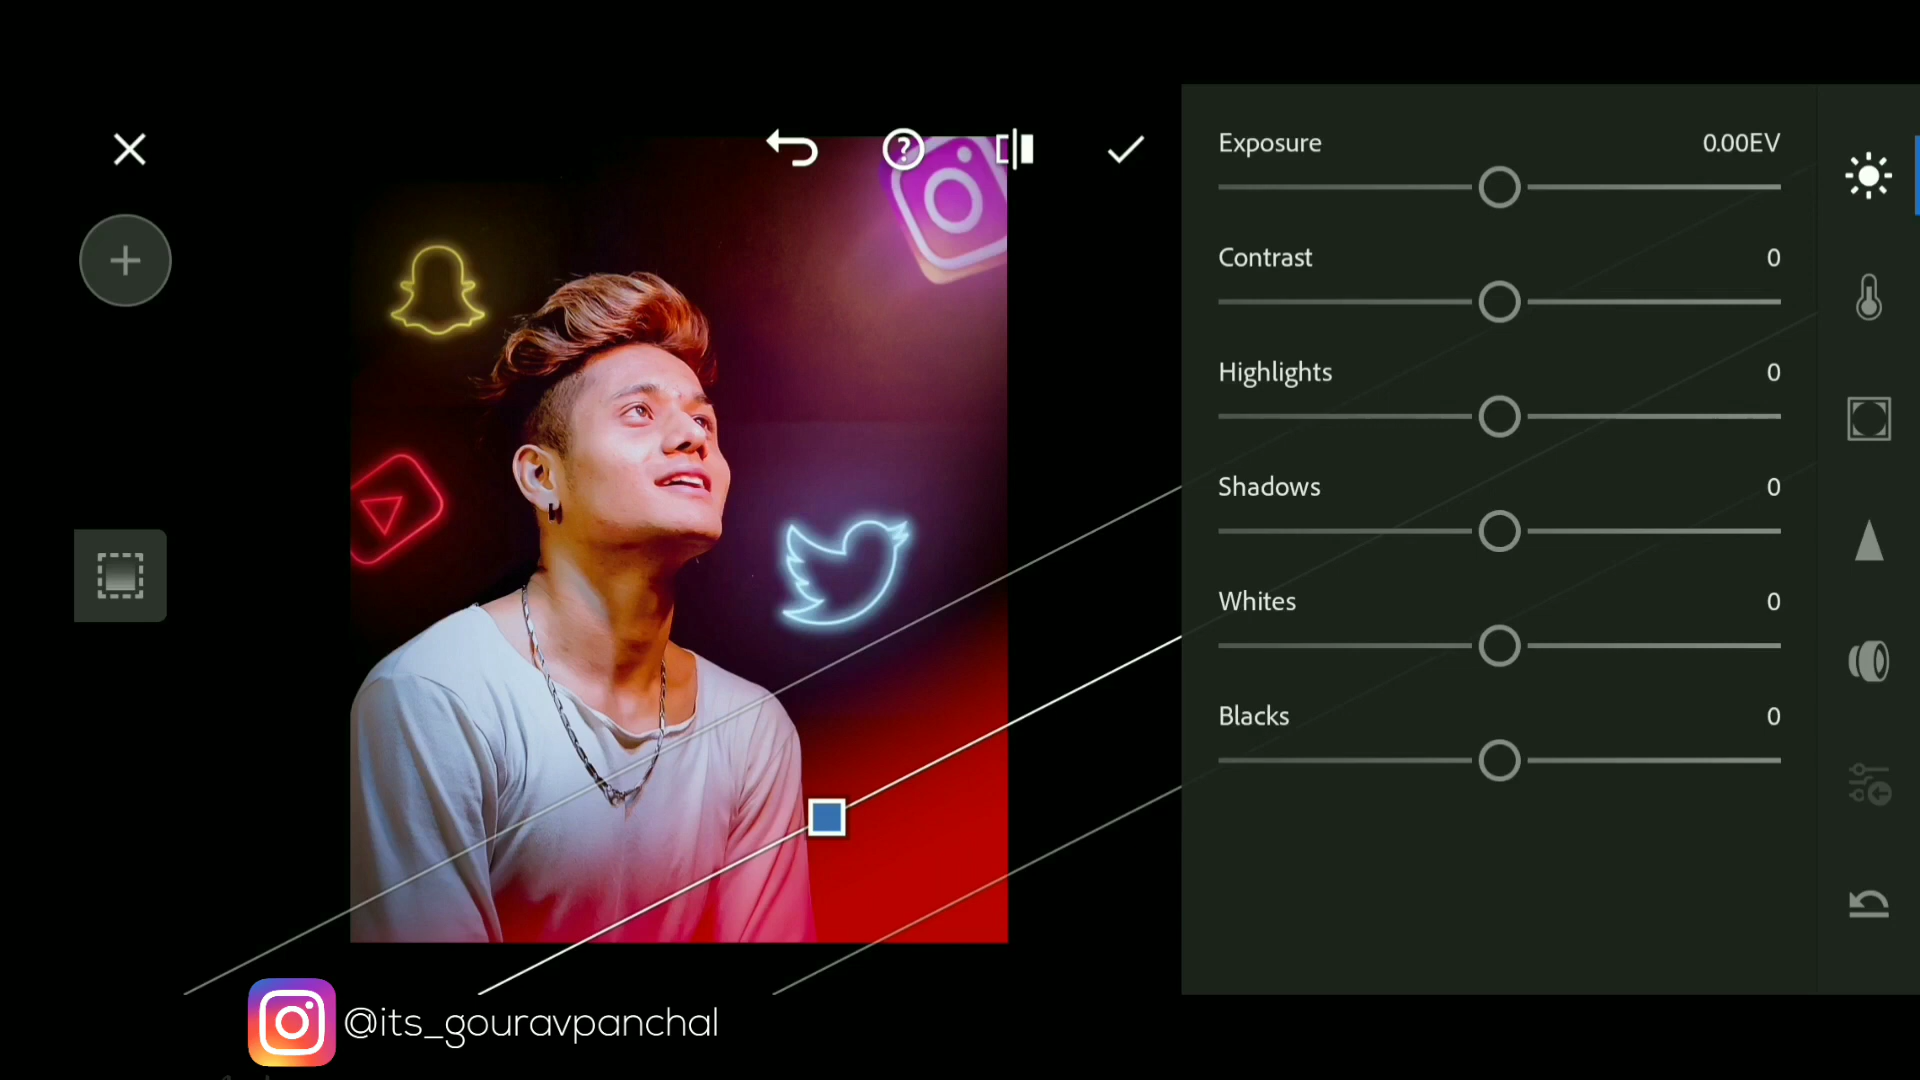 Exposure 0.00EV
Contrast 0
Highlights 0
Shadows 0
Whites 0
Blacks 0
@its_gouravpanchal